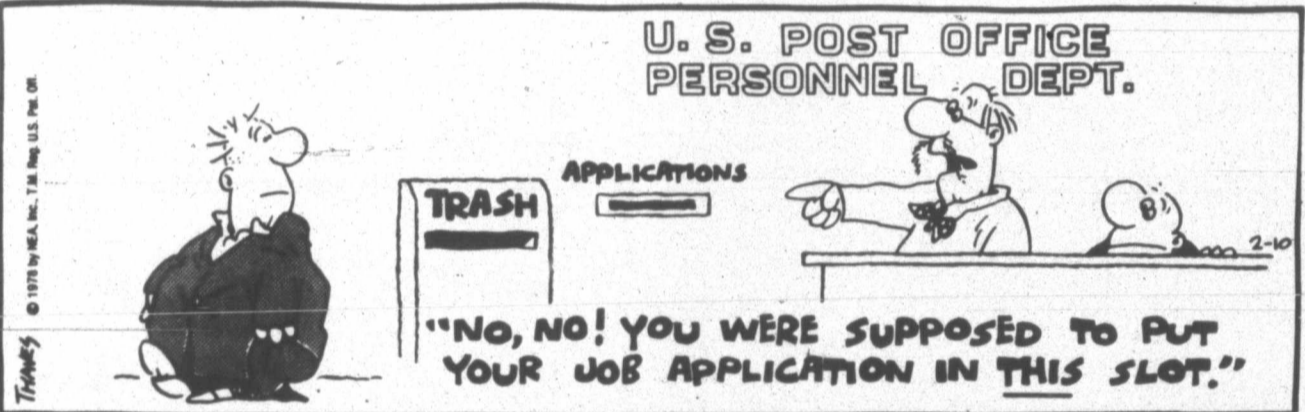 U. S. POST OFFICE
PERSONNEL DEPT.
APPLICATIONS
TRASH
2-10
"NO, NO! YOU WERE SUPPOSED TO PUT
YOUR JOB APPLICATION IN THIS SLOT."
THAVES
© 1978 by NEA, Inc. T.M. Reg. U.S. Pat. Off.